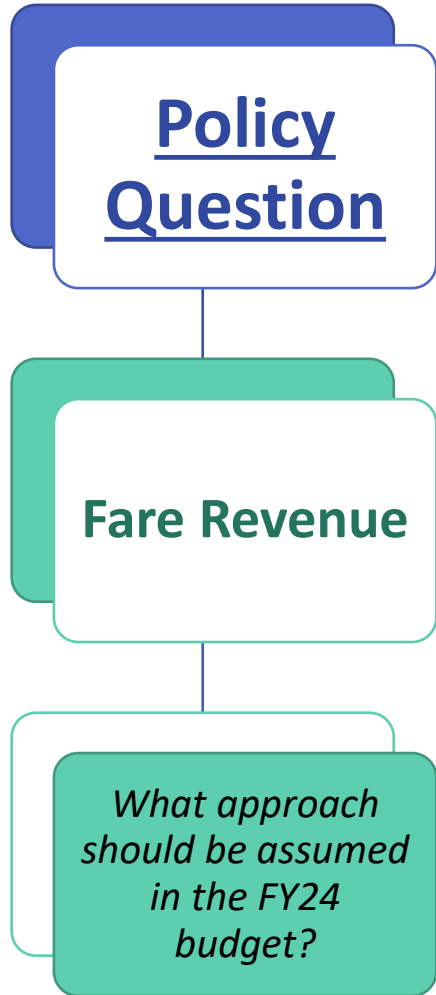 Policy
Question
Fare Revenue
What approach
should be assumed
in the FY24
budget?